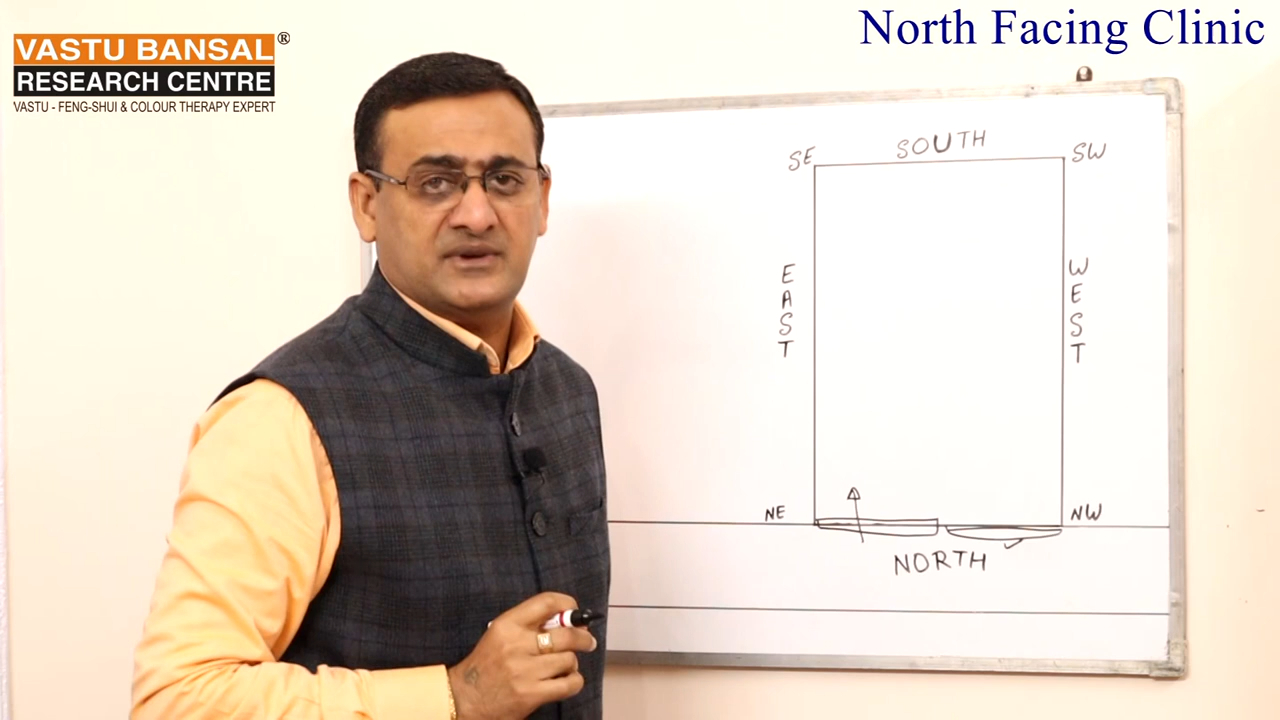 North Facing Clinic
VASTU BANSAL®
RESEARCH CENTRE
VASTU - FENG-SHUI & COLOUR THERAPY EXPERT
SE SOUTH SW
EAST
WEST
NE
NW
NORTH